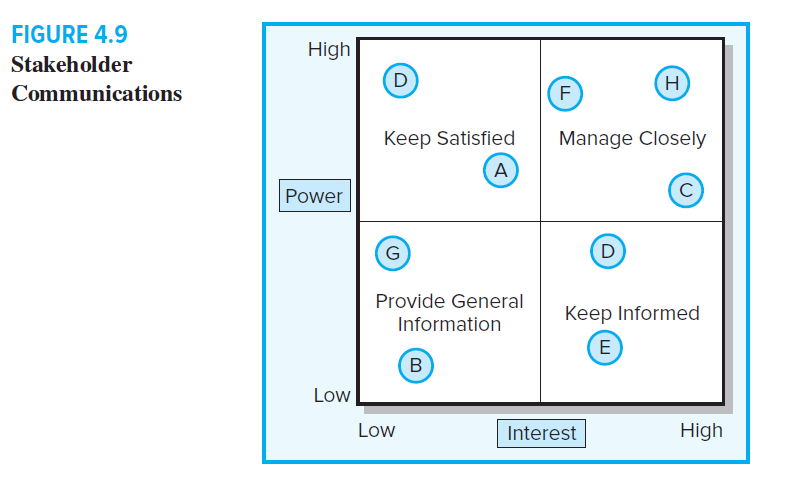 FIGURE 4.9
Stakeholder
Communications
High
D
F
H
Keep Satisfied
Manage Closely
A
C
Power
G
D
Provide General
Information
Keep Informed
E
B
Low
Low
Interest
High